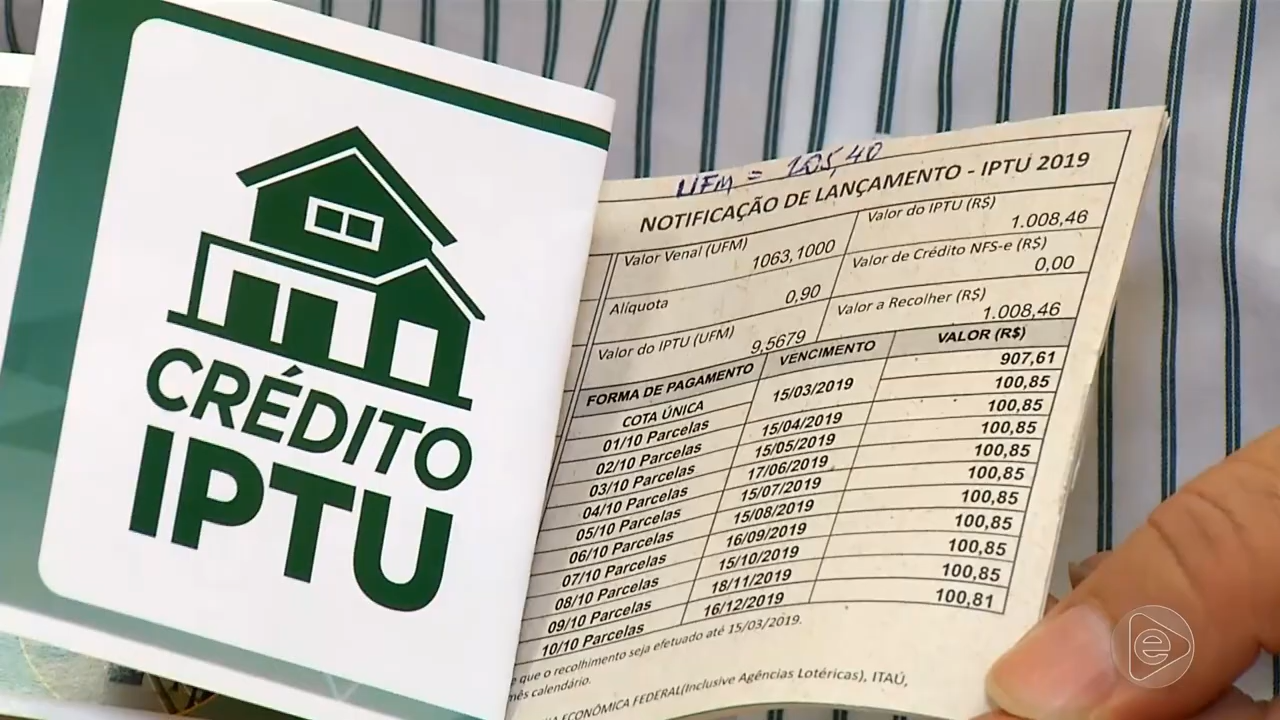 CRÉDITO
IPTU
UFM = 105,40
NOTIFICAÇÃO DE LANÇAMENTO - IPTU 2019
Valor Venal (UFM) 1063,1000
Valor do IPTU (R$) 1.008,46
Alíquota 0,90
Valor de Crédito NFS-e (R$) 0,00
Valor do IPTU (UFM) 9,5679
Valor a Recolher (R$) 1.008,46
FORMA DE PAGAMENTO VENCIMENTO VALOR (R$)
COTA ÚNICA 15/03/2019 907,61
01/10 Parcelas 100,85
02/10 Parcelas 15/04/2019 100,85
03/10 Parcelas 15/05/2019 100,85
04/10 Parcelas 17/06/2019 100,85
05/10 Parcelas 15/07/2019 100,85
06/10 Parcelas 15/08/2019 100,85
07/10 Parcelas 16/09/2019 100,85
08/10 Parcelas 15/10/2019 100,85
09/10 Parcelas 18/11/2019 100,85
10/10 Parcelas 16/12/2019 100,81
e que o recolhimento seja efetuado até 15/03/2019.
mês calendário.
ECONÔMICA FEDERAL(Inclusive Agências Lotéricas), ITAÚ,
e